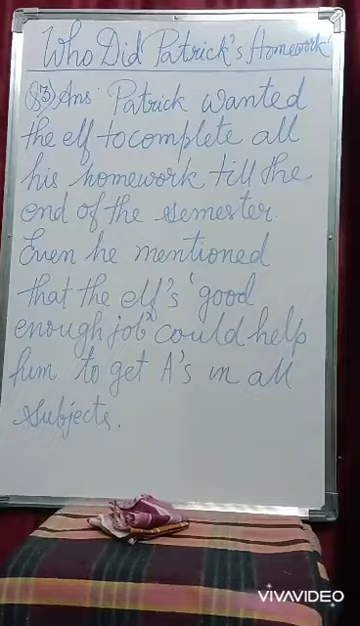 Who Did Patrick's Homework
Q3) Ans: Patrick wanted
the elf to complete all
his homework till the
end of the semester.
Even he mentioned
that the elf's 'good
enough job' could help
him to get A's in all
subjects.
VIVAVIDEO